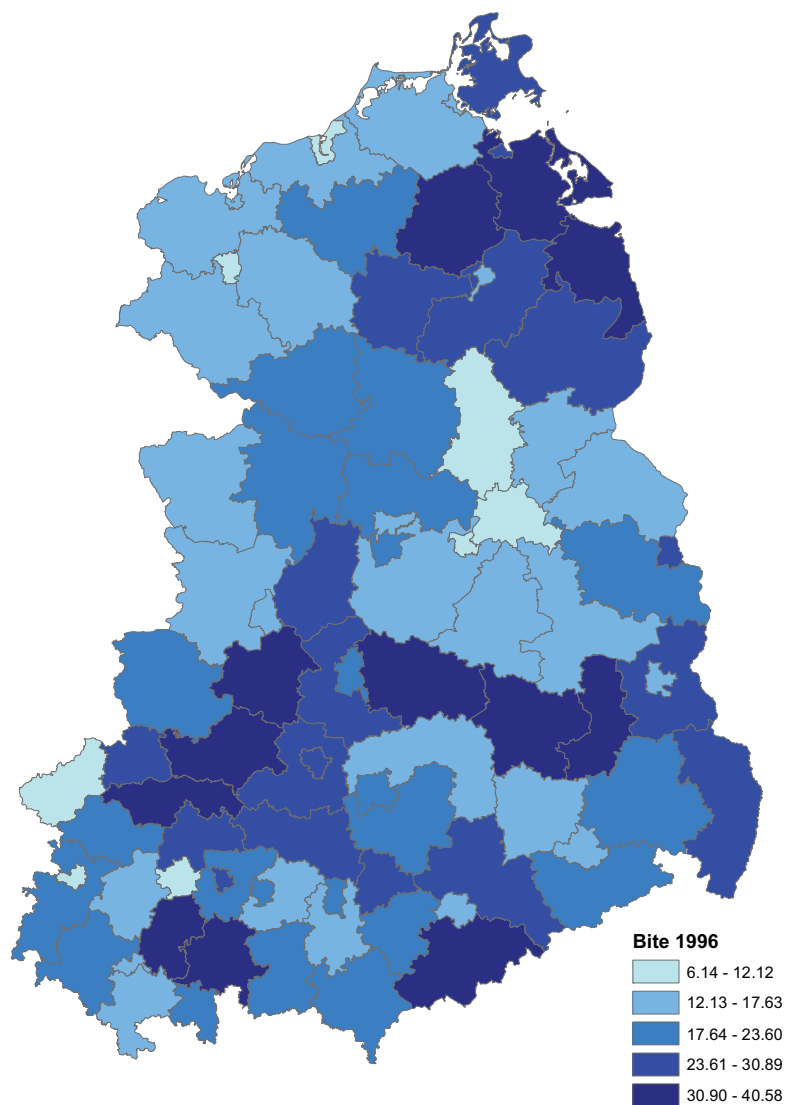 Bite 1996
6.14 - 12.12
12.13 - 17.63
17.64 - 23.60
23.61 - 30.89
30.90 - 40.58